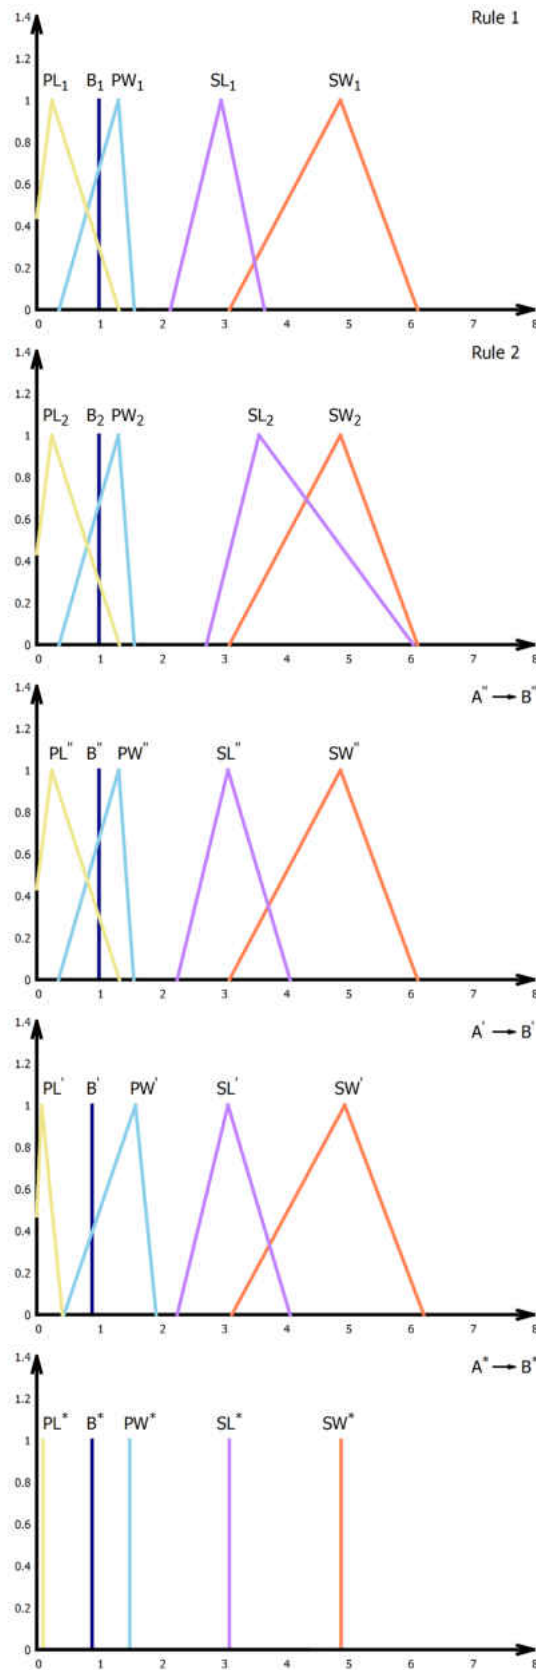 1.4
Rule 1
1.2
PL1 B1 PW1 SL1 SW1
1
0.8
0.6
0.4
0.2
0
0 1 2 3 4 5 6 7 8
1.4
Rule 2
1.2
PL2 B2 PW2 SL2 SW2
1
0.8
0.6
0.4
0.2
0
0 1 2 3 4 5 6 7 8
1.4
A" → B"
1.2
PL" B" PW" SL" SW"
1
0.8
0.6
0.4
0.2
0
0 1 2 3 4 5 6 7 8
1.4
A' → B'
1.2
PL' B' PW' SL' SW'
1
0.8
0.6
0.4
0.2
0
0 1 2 3 4 5 6 7 8
1.4
A* → B*
1.2
PL* B* PW* SL* SW*
1
0.8
0.6
0.4
0.2
0
0 1 2 3 4 5 6 7 8